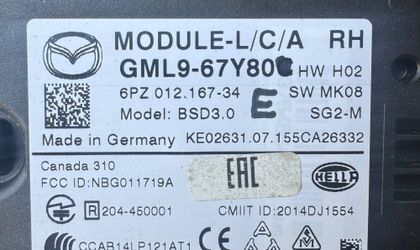 MODULE-L/C/A RH
GML9-67Y80C HW H02
6PZ 012.167-34 E SW MK08
Model: BSD3.0 SG2-M
Made in Germany KE02631.07.155CA26332
Canada 310
FCC ID: NBG011719A
EAC
HELLA
R 204-450001
CMIIT ID: 2014DJ1554
CCAB14LP121AT1